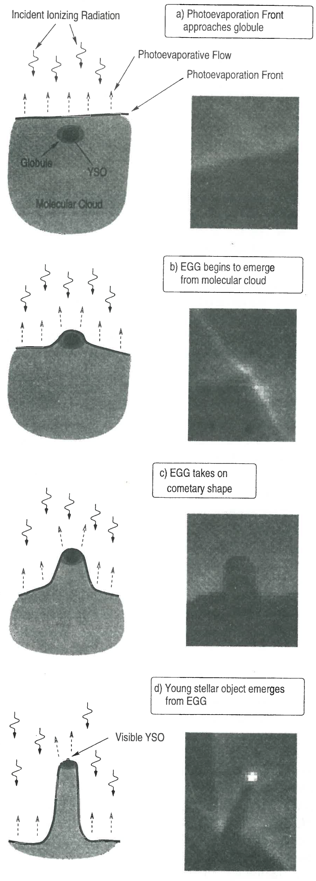 Incident Ionizing Radiation
a) Photoevaporation Front
approaches globule
Photoevaporative Flow
Photoevaporation Front
Globule
YSO
Molecular Cloud
b) EGG begins to emerge
from molecular cloud
c) EGG takes on
cometary shape
d) Young stellar object emerges
from EGG
Visible YSO